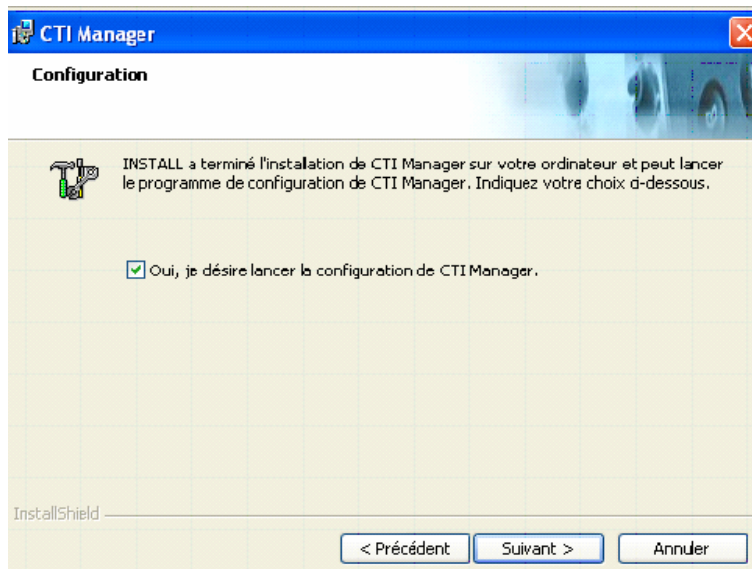 CTI Manager
Configuration
INSTALL a terminé l'installation de CTI Manager sur votre ordinateur et peut lancer
le programme de configuration de CTI Manager. Indiquez votre choix ci-dessous.
Oui, je désire lancer la configuration de CTI Manager.
InstallShield
< Précédent
Suivant >
Annuler